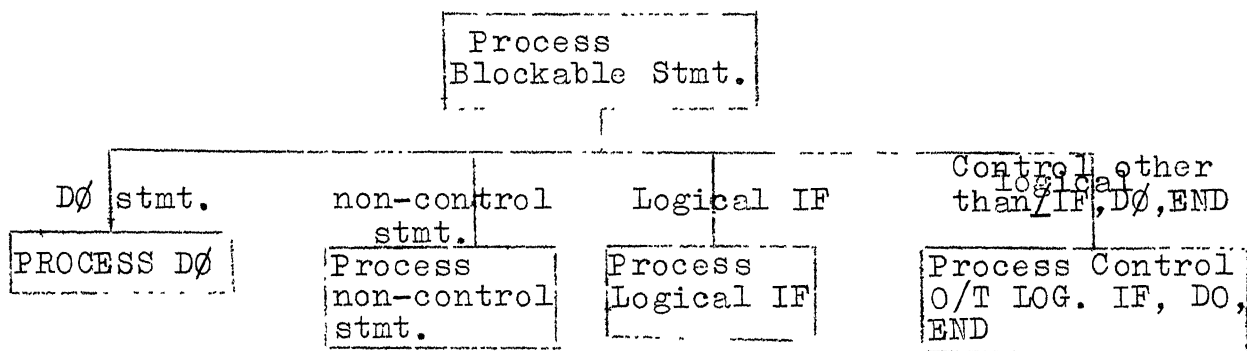 Process
Blockable Stmt.
DØ stmt.
non-control
stmt.
Logical IF
Control other
logical
than/IF,DØ,END
PROCESS DØ
Process
non-control
stmt.
Process
Logical IF
Process Control
O/T LOG. IF, DO,
END